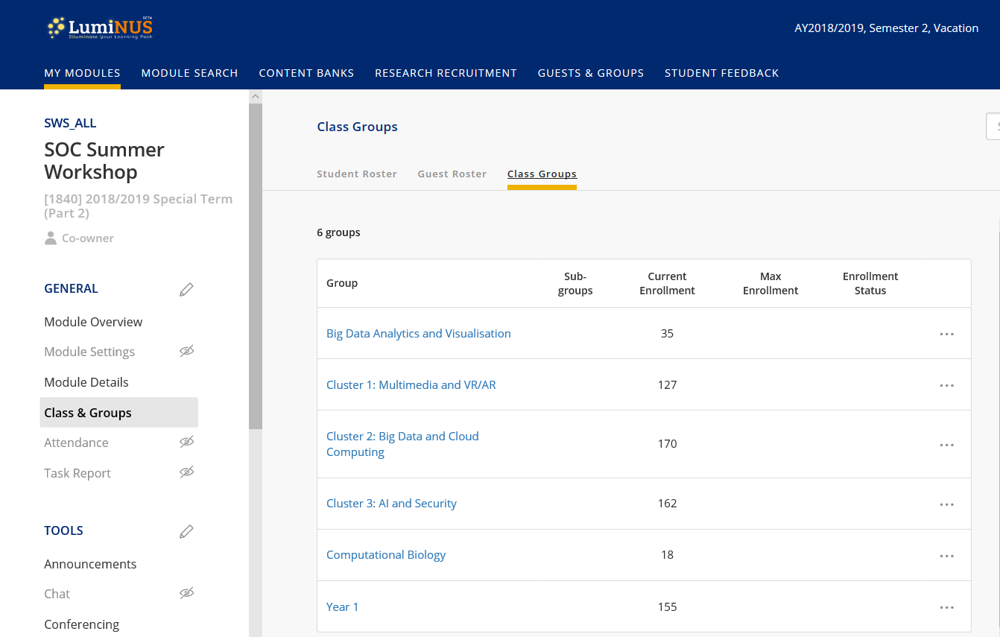 BETA
LumiNUS
Illuminate Your Learning Path
AY2018/2019, Semester 2, Vacation
MY MODULES
MODULE SEARCH
CONTENT BANKS
RESEARCH RECRUITMENT
GUESTS & GROUPS
STUDENT FEEDBACK
SWS_ALL
SOC Summer
Workshop
[1840] 2018/2019 Special Term
(Part 2)
Co-owner
GENERAL
Module Overview
Module Settings
Module Details
Class & Groups
Attendance
Task Report
TOOLS
Announcements
Chat
Conferencing
Class Groups
Student Roster
Guest Roster
Class Groups
6 groups
Group
Sub-
groups
Current
Enrollment
Max
Enrollment
Enrollment
Status
Big Data Analytics and Visualisation
35
Cluster 1: Multimedia and VR/AR
127
Cluster 2: Big Data and Cloud
Computing
170
Cluster 3: AI and Security
162
Computational Biology
18
Year 1
155